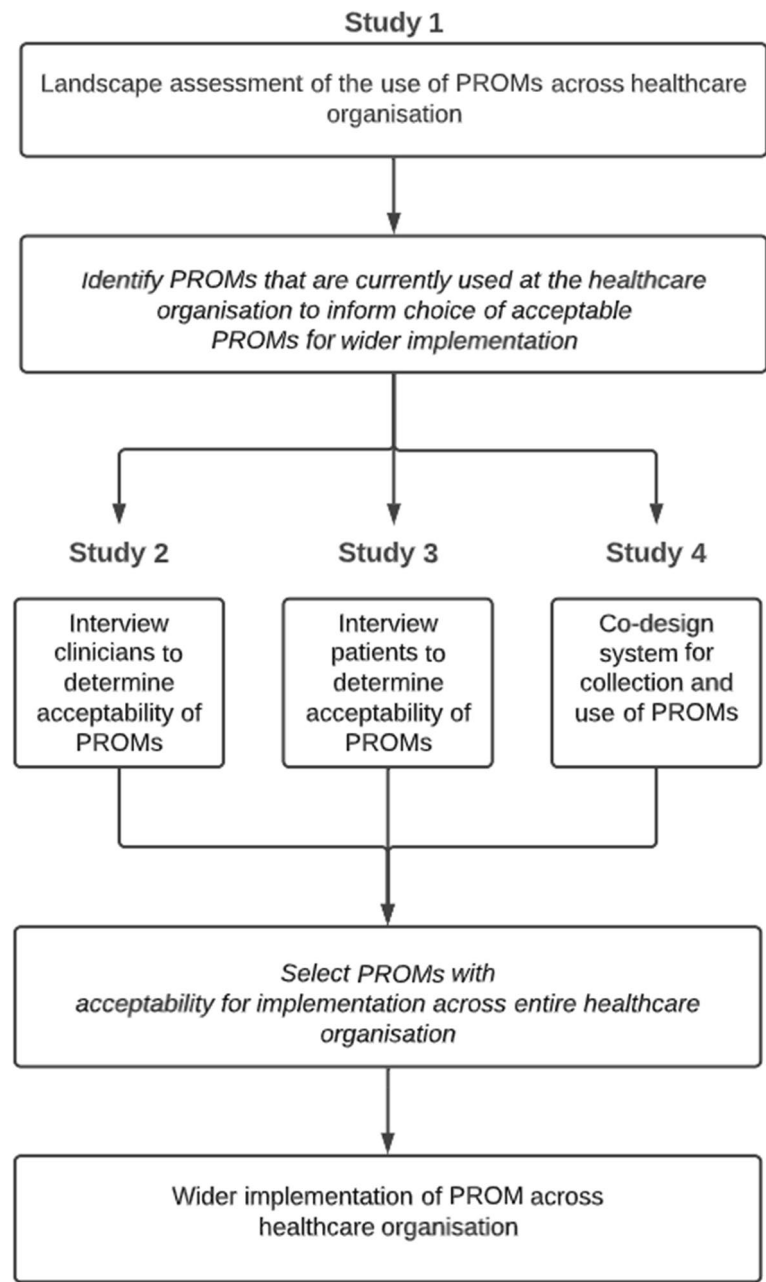 Study 1
Landscape assessment of the use of PROMs across healthcare
organisation
Identify PROMs that are currently used at the healthcare
organisation to inform choice of acceptable
PROMs for wider implementation
Study 2
Interview
clinicians to
determine
acceptability of
PROMs
Study 3
Interview
patients to
determine
acceptability of
PROMs
Study 4
Co-design
system for
collection and
use of PROMs
Select PROMs with
acceptability for implementation across entire healthcare
organisation
Wider implementation of PROM across
healthcare organisation